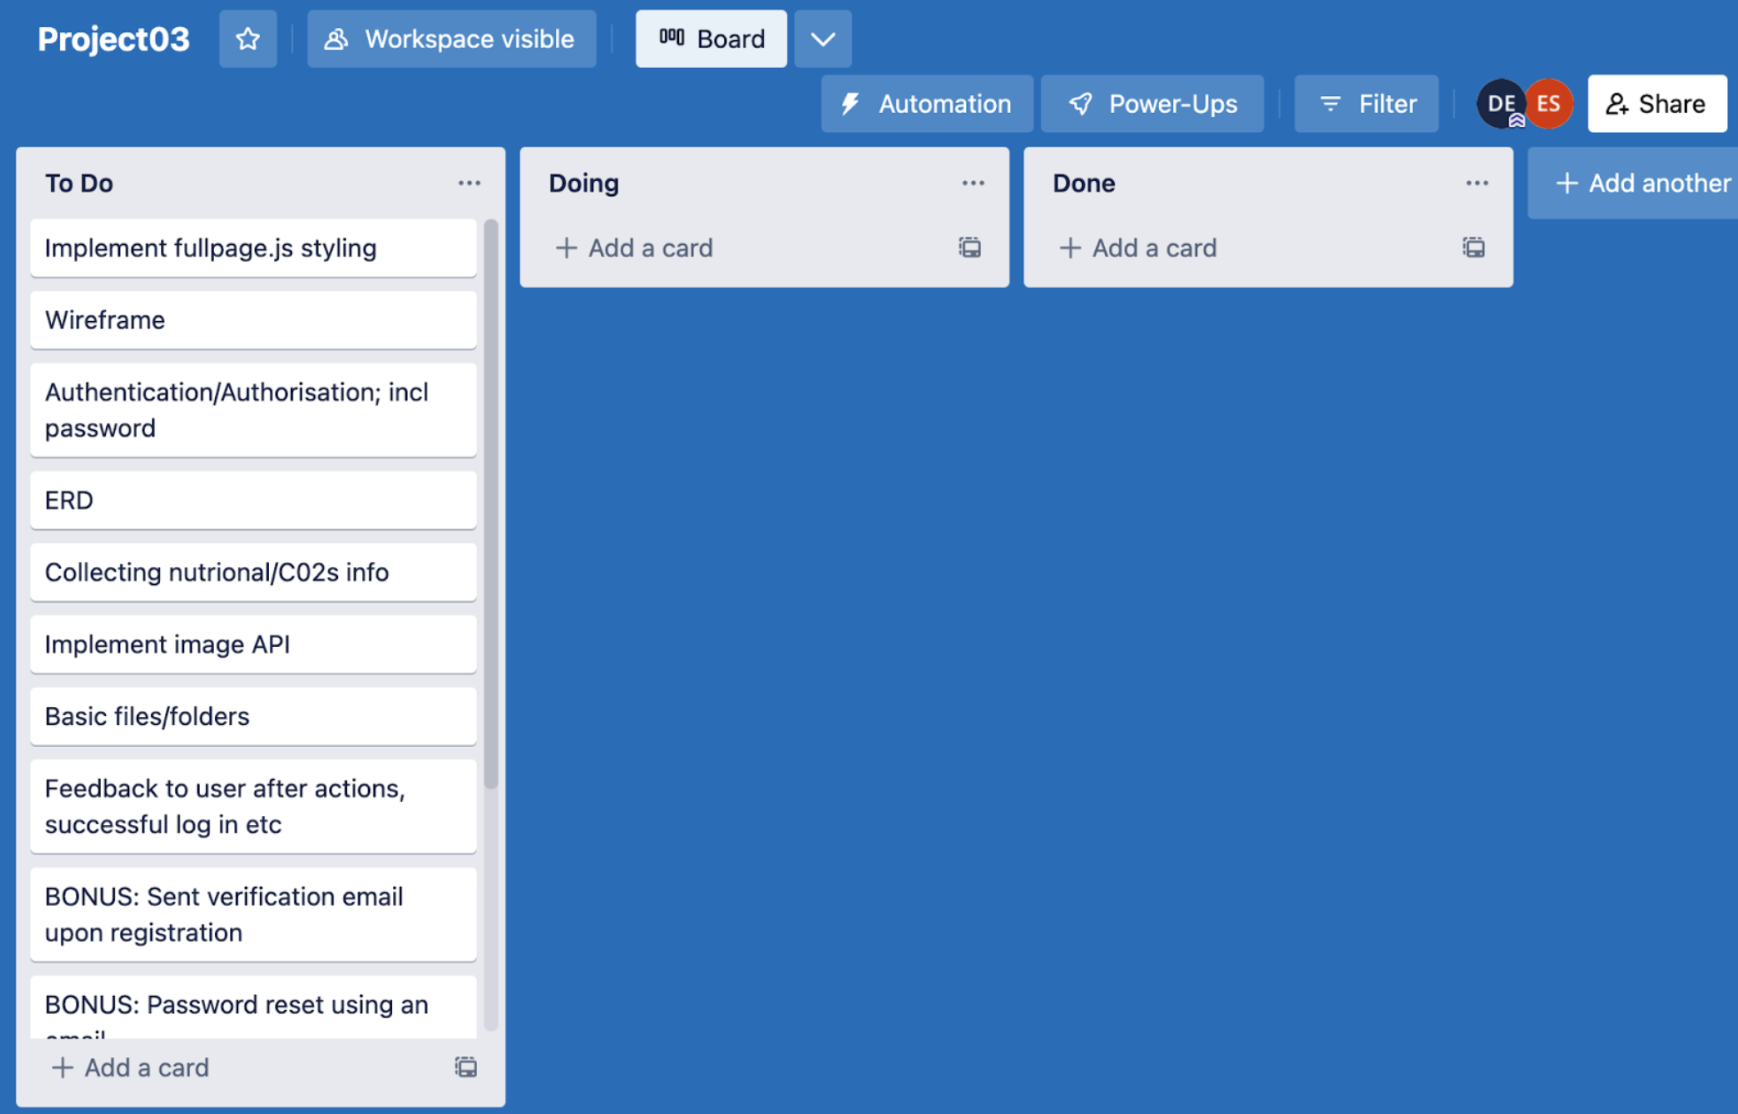 Project03
Workspace visible
Board
Automation
Power-Ups
Filter
DE
ES
Share
To Do
Implement fullpage.js styling
Wireframe
Authentication/Authorisation; incl
password
ERD
Collecting nutrional/C02s info
Implement image API
Basic files/folders
Feedback to user after actions,
successful log in etc
BONUS: Sent verification email
upon registration
BONUS: Password reset using an
email
+ Add a card
Doing
+ Add a card
Done
+ Add a card
+ Add another